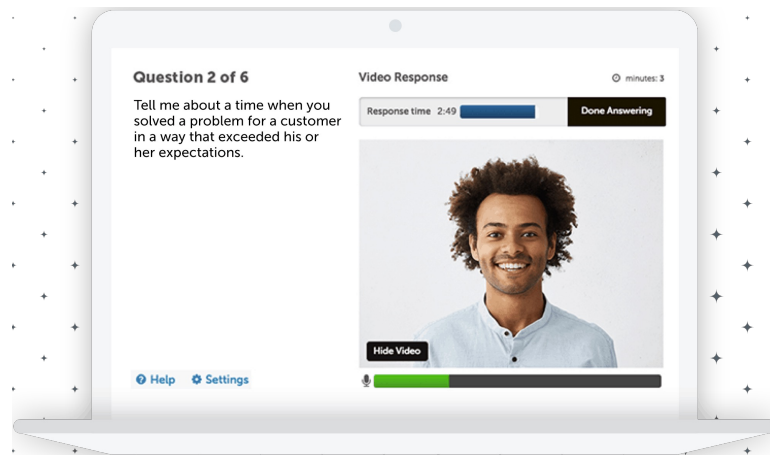 Question 2 of 6
Tell me about a time when you
solved a problem for a customer
in a way that exceeded his or
her expectations.
Help Settings
Video Response
minutes: 3
Response time 2:49
Done Answering
Hide Video